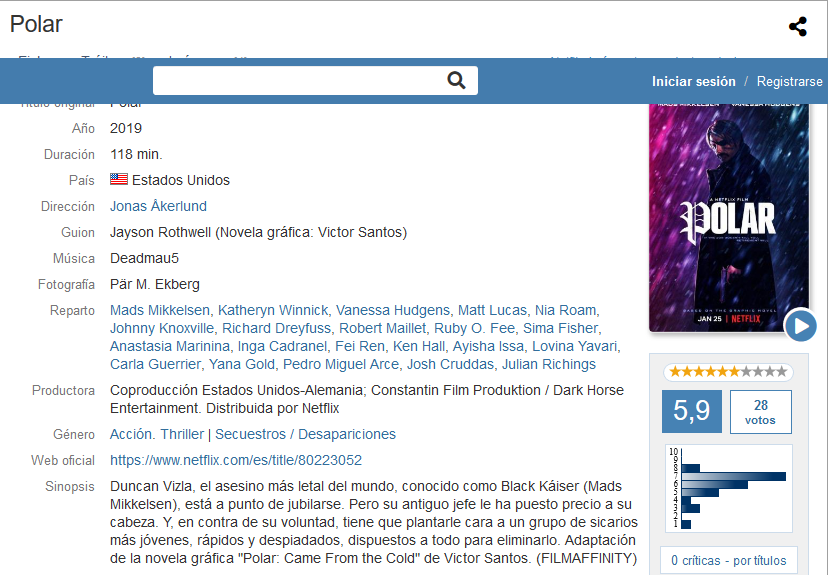 Polar
Iniciar sesión / Registrarse
Título original Polar
Año 2019
Duración 118 min.
País Estados Unidos
Dirección Jonas Åkerlund
Guion Jayson Rothwell (Novela gráfica: Victor Santos)
Música Deadmau5
Fotografía Pär M. Ekberg
Reparto Mads Mikkelsen, Katheryn Winnick, Vanessa Hudgens, Matt Lucas, Nia Roam,
Johnny Knoxville, Richard Dreyfuss, Robert Maillet, Ruby O. Fee, Sima Fisher,
Anastasia Marinina, Inga Cadranel, Fei Ren, Ken Hall, Ayisha Issa, Lovina Yavari,
Carla Guerrier, Yana Gold, Pedro Miguel Arce, Josh Cruddas, Julian Richings
Productora Coproducción Estados Unidos-Alemania; Constantin Film Produktion / Dark Horse
Entertainment. Distribuida por Netflix
Género Acción. Thriller | Secuestros / Desapariciones
Web oficial https://www.netflix.com/es/title/80223052
Sinopsis Duncan Vizla, el asesino más letal del mundo, conocido como Black Káiser (Mads
Mikkelsen), está a punto de jubilarse. Pero su antiguo jefe le ha puesto precio a su
cabeza. Y, en contra de su voluntad, tiene que plantarle cara a un grupo de sicarios
más jóvenes, rápidos y despiadados, dispuestos a todo para eliminarlo. Adaptación
de la novela gráfica "Polar: Came From the Cold" de Victor Santos. (FILMAFFINITY)
MADS MIKKELSEN VANESSA HUDGENS
A NETFLIX FILM
POLAR
BASED ON THE GRAPHIC NOVEL
JAN 25 | NETFLIX
5,9
28
votos
10
9
8
7
6
5
4
3
2
1
0 críticas - por títulos